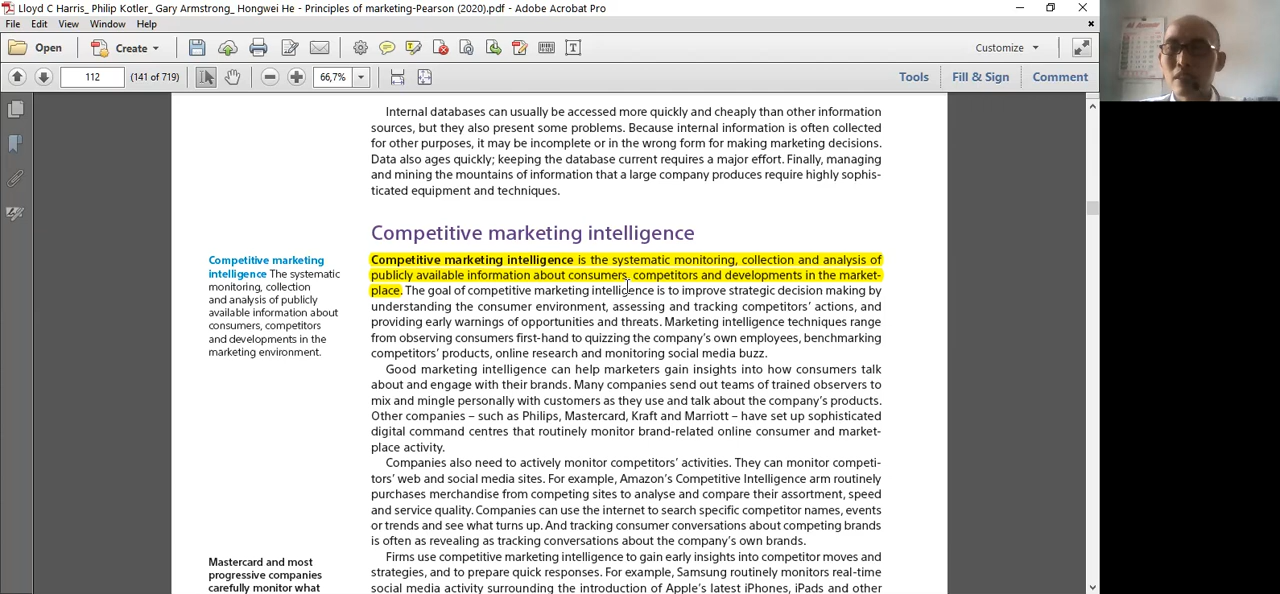 Lloyd C Harris_ Philip Kotler_ Gary Armstrong_ Hongwei He - Principles of marketing-Pearson (2020).pdf - Adobe Acrobat Pro
File Edit View Window Help
Open Create Customize
112 (141 of 719) 66,7% Tools Fill & Sign Comment
Internal databases can usually be accessed more quickly and cheaply than other information
sources, but they also present some problems. Because internal information is often collected
for other purposes, it may be incomplete or in the wrong form for making marketing decisions.
Data also ages quickly; keeping the database current requires a major effort. Finally, managing
and mining the mountains of information that a large company produces require highly sophis-
ticated equipment and techniques.
Competitive marketing intelligence
Competitive marketing intelligence is the systematic monitoring, collection and analysis of
publicly available information about consumers, competitors and developments in the market-
place. The goal of competitive marketing intelligence is to improve strategic decision making by
understanding the consumer environment, assessing and tracking competitors' actions, and
providing early warnings of opportunities and threats. Marketing intelligence techniques range
from observing consumers first-hand to quizzing the company's own employees, benchmarking
competitors' products, online research and monitoring social media buzz.
Good marketing intelligence can help marketers gain insights into how consumers talk
about and engage with their brands. Many companies send out teams of trained observers to
mix and mingle personally with customers as they use and talk about the company's products.
Other companies – such as Philips, Mastercard, Kraft and Marriott – have set up sophisticated
digital command centres that routinely monitor brand-related online consumer and market-
place activity.
Companies also need to actively monitor competitors' activities. They can monitor competi-
tors' web and social media sites. For example, Amazon's Competitive Intelligence arm routinely
purchases merchandise from competing sites to analyse and compare their assortment, speed
and service quality. Companies can use the internet to search specific competitor names, events
or trends and see what turns up. And tracking consumer conversations about competing brands
is often as revealing as tracking conversations about the company's own brands.
Firms use competitive marketing intelligence to gain early insights into competitor moves and
strategies, and to prepare quick responses. For example, Samsung routinely monitors real-time
social media activity surrounding the introduction of Apple's latest iPhones, iPads and other
Competitive marketing
intelligence The systematic
monitoring, collection
and analysis of publicly
available information about
consumers, competitors
and developments in the
marketing environment.
Mastercard and most
progressive companies
carefully monitor what